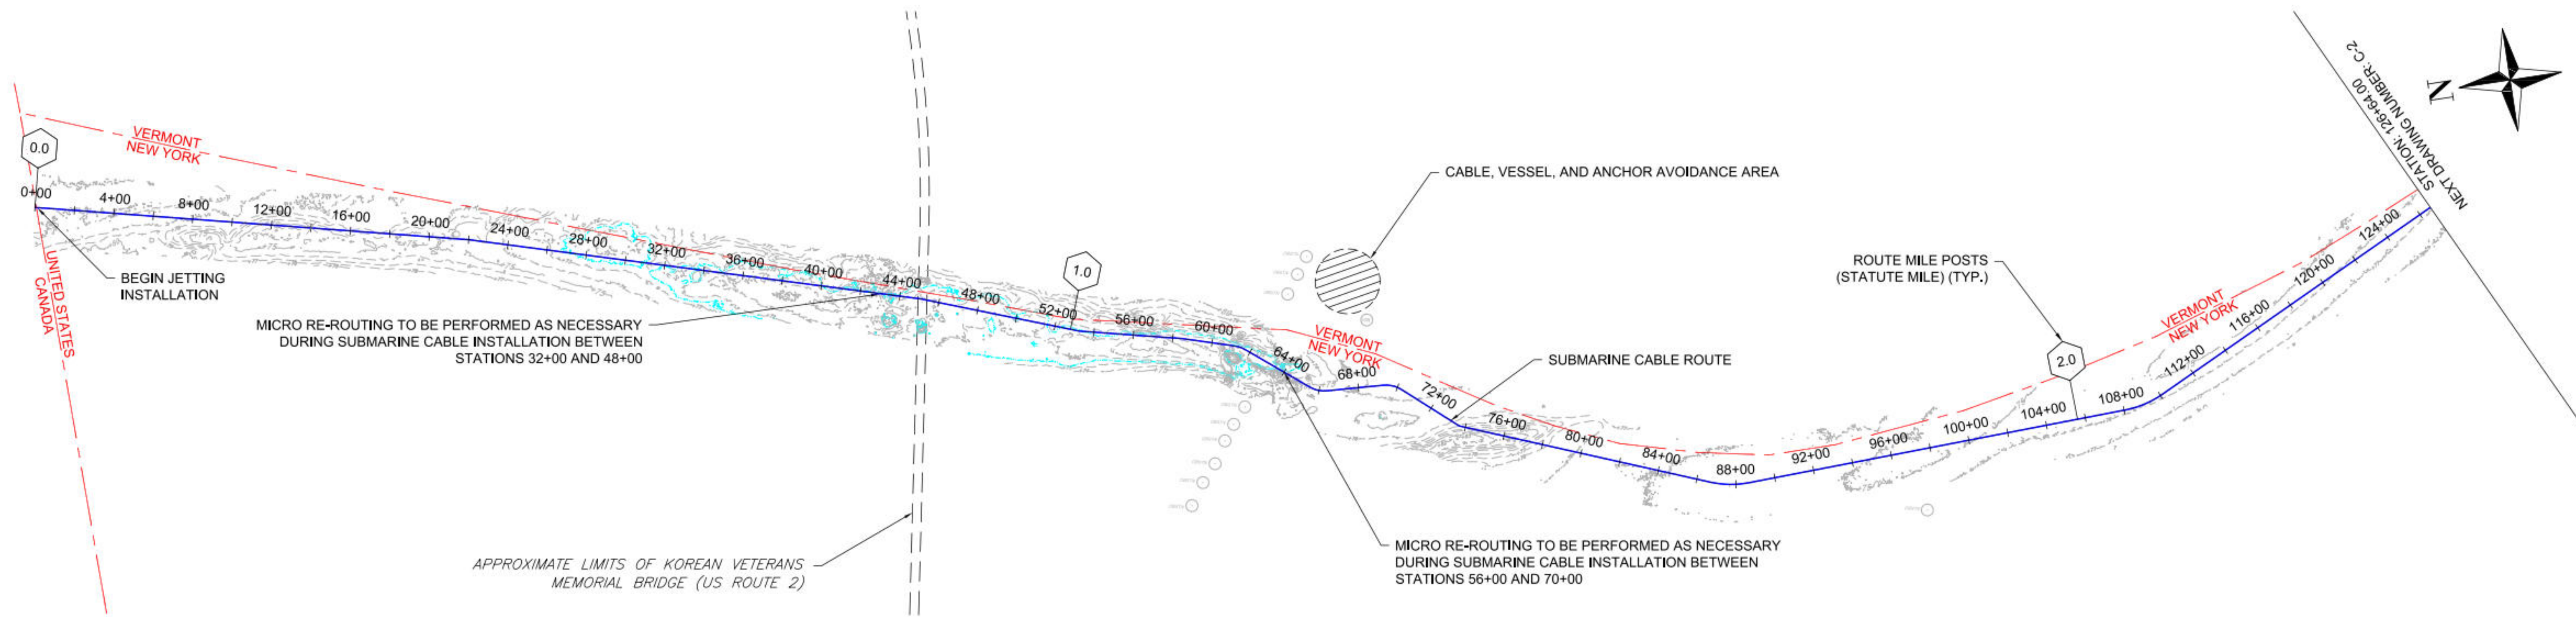 0.0
0+00
VERMONT
NEW YORK
4+00
8+00
12+00
16+00
20+00
24+00
28+00
32+00
36+00
40+00
44+00
48+00
52+00
56+00
60+00
64+00
68+00
72+00
76+00
80+00
84+00
88+00
92+00
96+00
100+00
104+00
108+00
112+00
116+00
120+00
124+00
UNITED STATES
CANADA
BEGIN JETTING
INSTALLATION
MICRO RE-ROUTING TO BE PERFORMED AS NECESSARY
DURING SUBMARINE CABLE INSTALLATION BETWEEN
STATIONS 32+00 AND 48+00
APPROXIMATE LIMITS OF KOREAN VETERANS
MEMORIAL BRIDGE (US ROUTE 2)
1.0
CABLE, VESSEL, AND ANCHOR AVOIDANCE AREA
VERMONT
NEW YORK
SUBMARINE CABLE ROUTE
MICRO RE-ROUTING TO BE PERFORMED AS NECESSARY
DURING SUBMARINE CABLE INSTALLATION BETWEEN
STATIONS 56+00 AND 70+00
ROUTE MILE POSTS
(STATUTE MILE) (TYP.)
2.0
VERMONT
NEW YORK
STATION: 126+64.00
NEXT DRAWING NUMBER: C-2
N